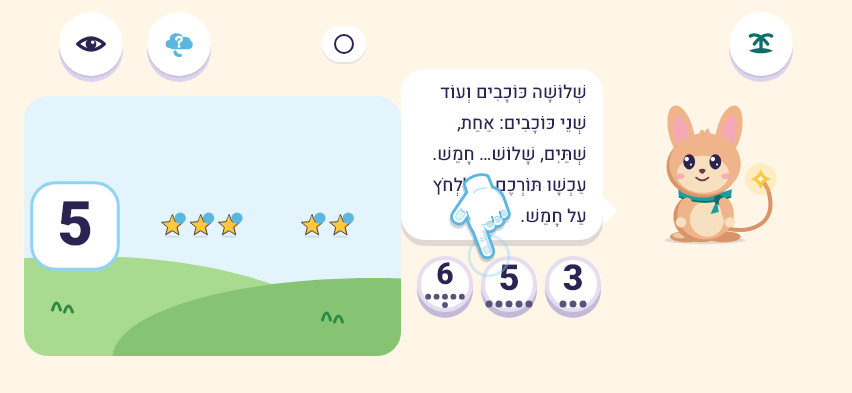 שְׁלוֹשָׁה כּוֹכָבִים וְעוֹד
שְׁנֵי כּוֹכָבִים: אַחַת,
שְׁתַּיִם, שָׁלוֹשׁ... חָמֵשׁ.
עַכְשָׁו תּוֹרְכֶם
עַל חָמֵשׁ.
5
6
5
3
?